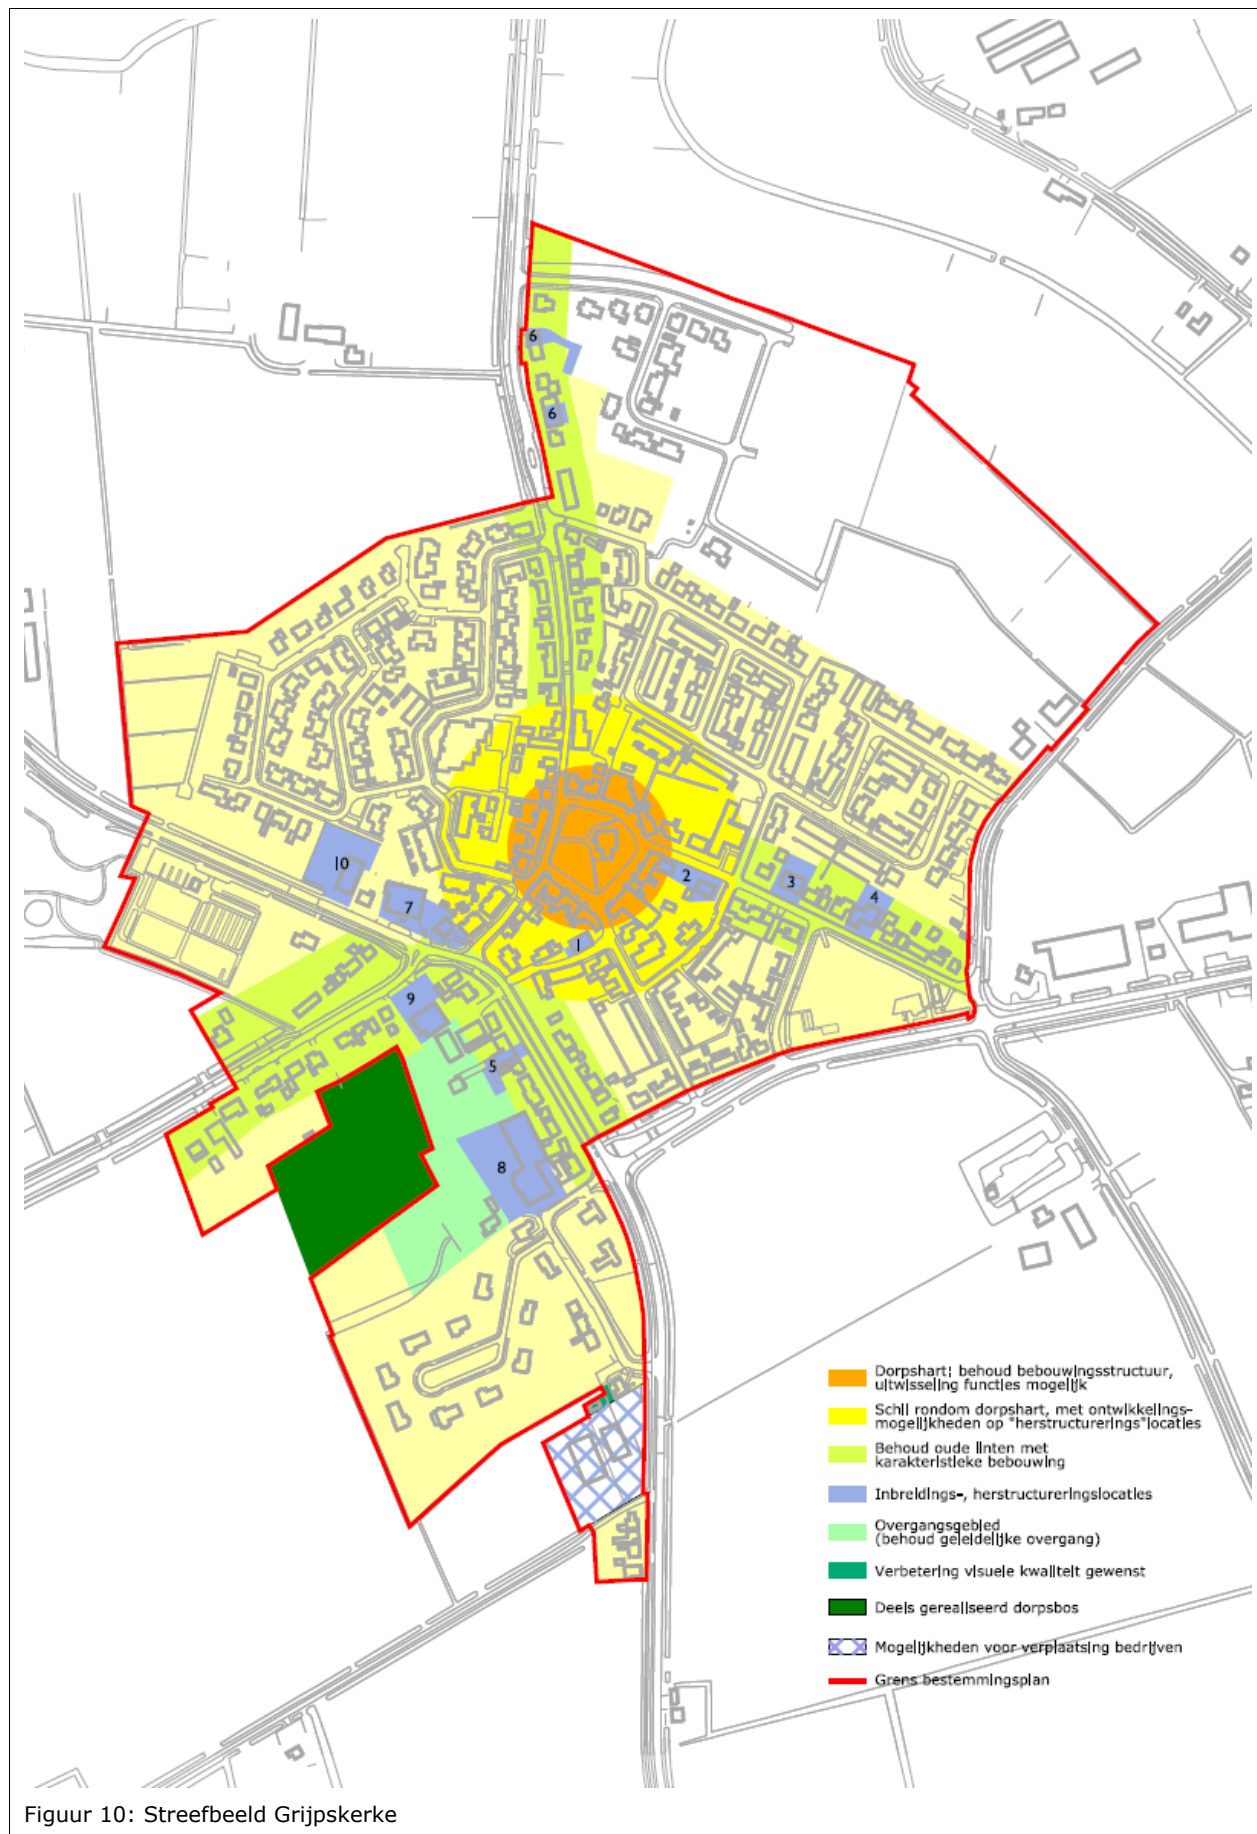 6
6
10
7
2
3
4
1
9
5
8
Dorpshart; behoud bebouwingsstructuur,
uitwisseling functies mogelijk
Schil rondom dorpshart, met ontwikkelings-
mogelijkheden op "herstructurerings"locaties
Behoud oude linten met
karakteristieke bebouwing
Inbreidings-, herstructureringslocaties
Overgangsgebied
(behoud geleidelijke overgang)
Verbetering visuele kwaliteit gewenst
Deels gerealiseerd dorpsbos
Mogelijkheden voor verplaatsing bedrijven
Grens bestemmingsplan
Figuur 10: Streefbeeld Grijpskerke